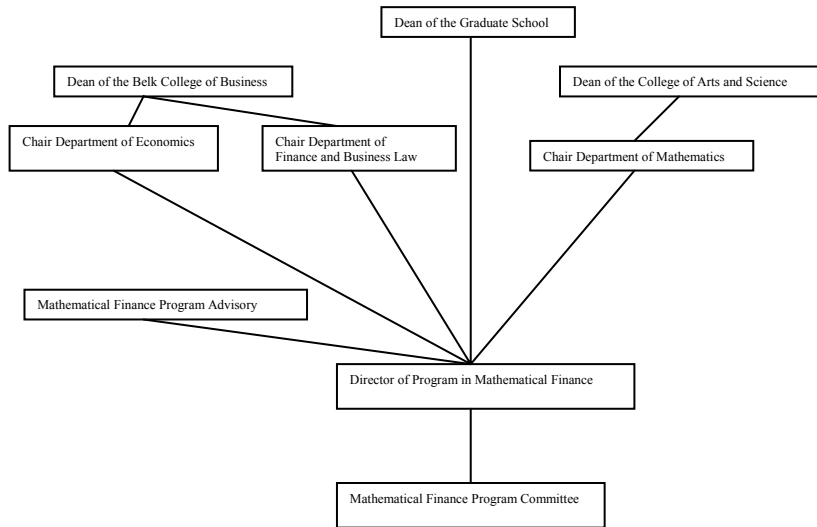 Dean of the Graduate School
Dean of the Belk College of Business
Dean of the College of Arts and Science
Chair Department of Economics
Chair Department of
Finance and Business Law
Chair Department of Mathematics
Mathematical Finance Program Advisory
Director of Program in Mathematical Finance
Mathematical Finance Program Committee